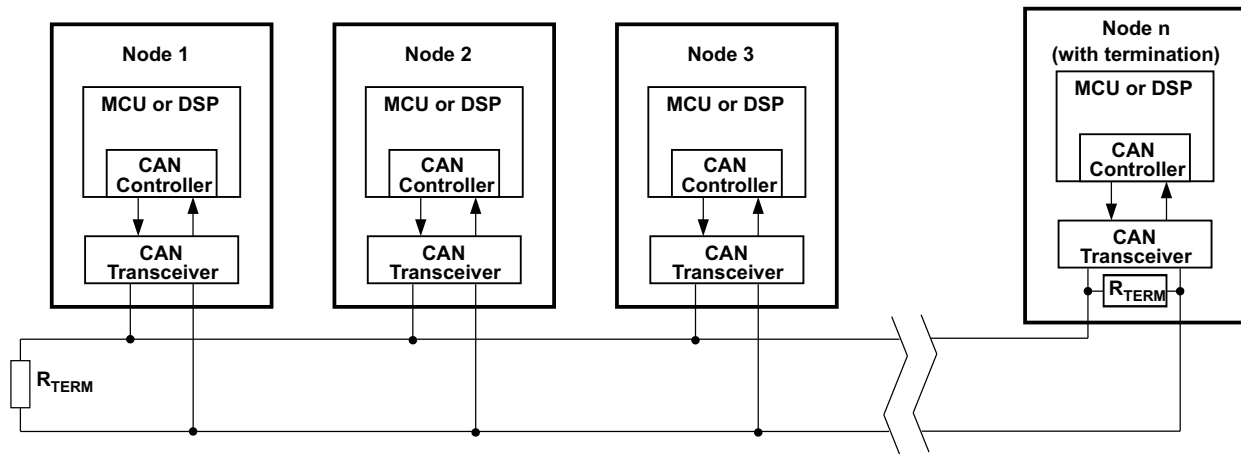 Node 1
MCU or DSP
CAN
Controller
CAN
Transceiver
Node 2
MCU or DSP
CAN
Controller
CAN
Transceiver
Node 3
MCU or DSP
CAN
Controller
CAN
Transceiver
Node n
(with termination)
MCU or DSP
CAN
Controller
CAN
Transceiver
RTERM
RTERM